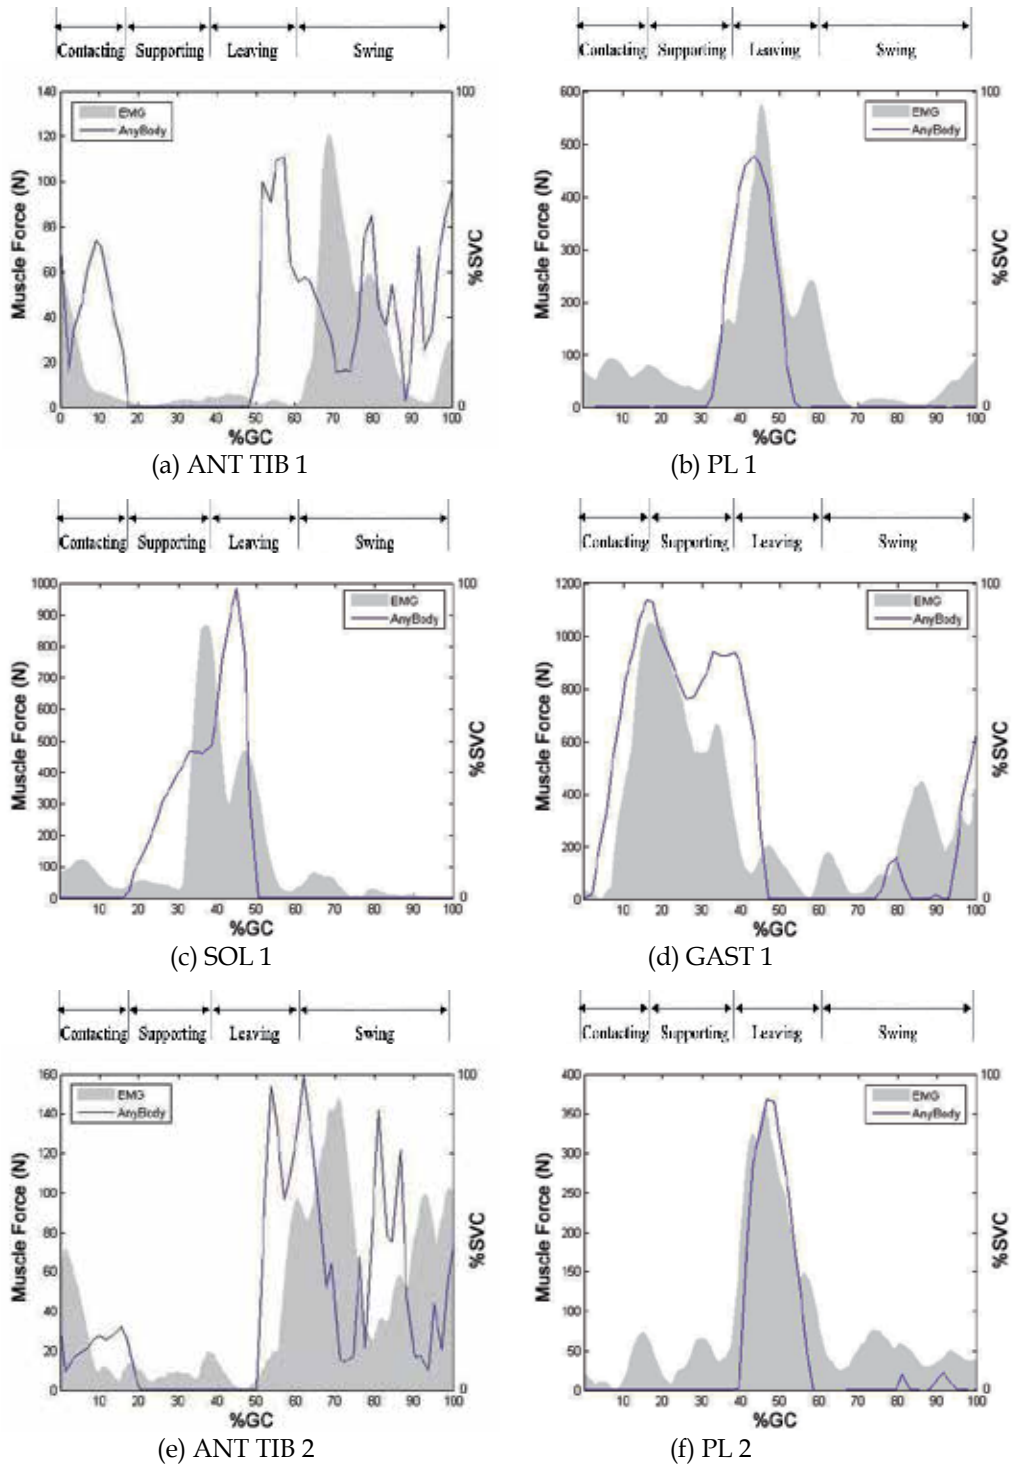 Contacting Supporting Leaving Swing
Contacting Supporting Leaving Swing
140 120 100 80 60 40 20 0
Muscle Force (N)
EMG
AnyBody
100
0
%SVC
0 10 20 30 40 50 60 70 80 90 100
%GC
(a) ANT TIB 1
600 500 400 300 200 100 0
Muscle Force (N)
EMG
AnyBody
100
0
%SVC
10 20 30 40 50 60 70 80 90 100
%GC
(b) PL 1
Contacting Supporting Leaving Swing
Contacting Supporting Leaving Swing
1000 900 800 700 600 500 400 300 200 100 0
Muscle Force (N)
EMG
AnyBody
100
0
%SVC
10 20 30 40 50 60 70 80 90 100
%GC
(c) SOL 1
1200 1000 800 600 400 200 0
Muscle Force (N)
EMG
AnyBody
100
0
%SVC
10 20 30 40 50 60 70 80 90 100
%GC
(d) GAST 1
Contacting Supporting Leaving Swing
Contacting Supporting Leaving Swing
160 140 120 100 80 60 40 20 0
Muscle Force (N)
EMG
AnyBody
100
0
%SVC
10 20 30 40 50 60 70 80 90 100
%GC
(e) ANT TIB 2
400 350 300 250 200 150 100 50 0
Muscle Force (N)
EMG
AnyBody
100
0
%SVC
10 20 30 40 50 60 70 80 90 100
%GC
(f) PL 2